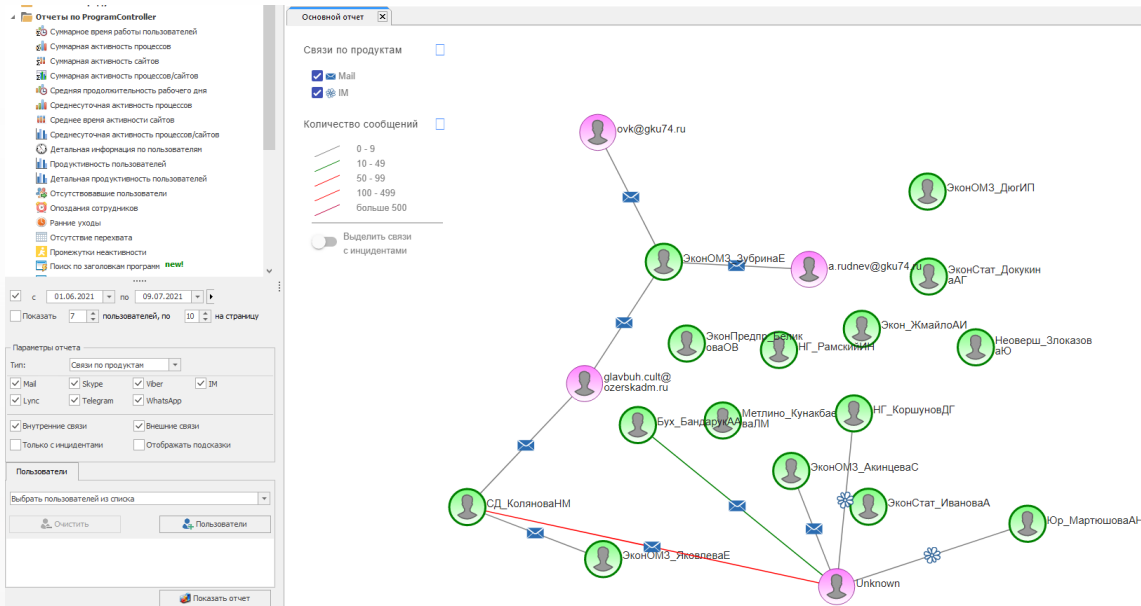 Отчеты по ProgramController
Суммарное время работы пользователей
Суммарная активность процессов
Суммарная активность сайтов
Суммарная активность процессов/сайтов
Средняя продолжительность рабочего дня
Среднесуточная активность процессов
Среднее время активности сайтов
Среднесуточная активность процессов/сайтов
Детальная информация по пользователям
Продуктивность пользователей
Детальная продуктивность пользователей
Отсутствовавшие пользователи
Опоздания сотрудников
Ранние уходы
Отсутствие перехвата
Промежутки неактивности
Поиск по заголовкам программ new!
с 01.06.2021 по 09.07.2021
Показать 7 пользователей, по 10 на страницу
Параметры отчета
Тип: Связи по продуктам
Mail Skype Viber IM
Lync Telegram WhatsApp
Внутренние связи Внешние связи
Только с инцидентами Отображать подсказки
Пользователи
Выбрать пользователей из списка
Очистить Пользователи
Показать отчет
Основной отчет
Связи по продуктам
Mail
IM
Количество сообщений
0 - 9
10 - 49
50 - 99
100 - 499
больше 500
Выделить связи
с инцидентами
ovk@gku74.ru
ЭконОМЗ_ДюгИП
ЭконОМЗ_ЗубринаЕ
a.rudnev@gku74.ru
ЭконСтат_Докукин
аАГ
Экон_ЖмайлоАИ
ЭконПредпр_Белик
оваОВ
НГ_РамскийИН
Неоверш_Злоказов
аЮ
glavbuh.cult@
ozerskadm.ru
Бух_БандарукАА
Метлино_Кунакбае
ваЛМ
НГ_КоршуновДГ
ЭконОМЗ_АкинцеваС
СД_КоляноваНМ
ЭконСтат_ИвановаА
Юр_МартюшоваАН
ЭконОМЗ_ЯковлеваЕ
Unknown